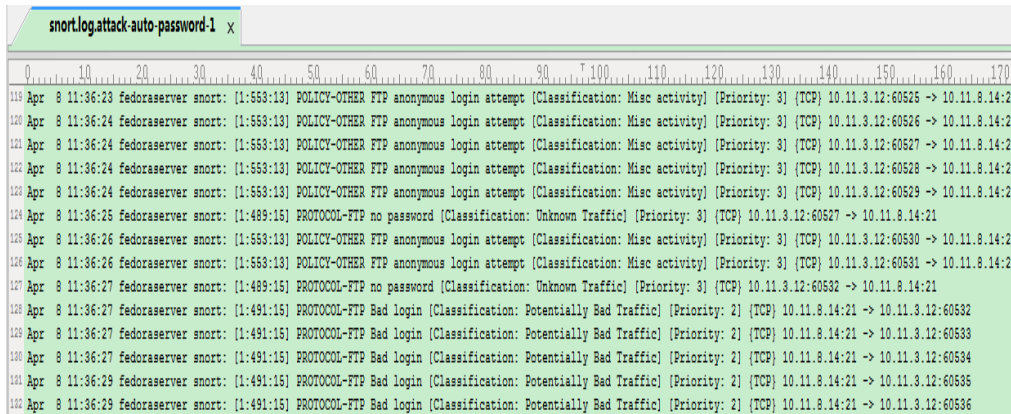 snort.log.attack-auto-password-1 x
0 10 20 30 40 50 60 70 80 90 100 110 120 130 140 150 160 170
119 Apr 8 11:36:23 fedoraserver snort: [1:553:13] POLICY-OTHER FTP anonymous login attempt [Classification: Misc activity] [Priority: 3] {TCP} 10.11.3.12:60525 -> 10.11.8.14:2
120 Apr 8 11:36:24 fedoraserver snort: [1:553:13] POLICY-OTHER FTP anonymous login attempt [Classification: Misc activity] [Priority: 3] {TCP} 10.11.3.12:60526 -> 10.11.8.14:2
121 Apr 8 11:36:24 fedoraserver snort: [1:553:13] POLICY-OTHER FTP anonymous login attempt [Classification: Misc activity] [Priority: 3] {TCP} 10.11.3.12:60527 -> 10.11.8.14:2
122 Apr 8 11:36:24 fedoraserver snort: [1:553:13] POLICY-OTHER FTP anonymous login attempt [Classification: Misc activity] [Priority: 3] {TCP} 10.11.3.12:60528 -> 10.11.8.14:2
123 Apr 8 11:36:24 fedoraserver snort: [1:553:13] POLICY-OTHER FTP anonymous login attempt [Classification: Misc activity] [Priority: 3] {TCP} 10.11.3.12:60529 -> 10.11.8.14:2
124 Apr 8 11:36:25 fedoraserver snort: [1:489:15] PROTOCOL-FTP no password [Classification: Unknown Traffic] [Priority: 3] {TCP} 10.11.3.12:60527 -> 10.11.8.14:21
125 Apr 8 11:36:26 fedoraserver snort: [1:553:13] POLICY-OTHER FTP anonymous login attempt [Classification: Misc activity] [Priority: 3] {TCP} 10.11.3.12:60530 -> 10.11.8.14:2
126 Apr 8 11:36:26 fedoraserver snort: [1:553:13] POLICY-OTHER FTP anonymous login attempt [Classification: Misc activity] [Priority: 3] {TCP} 10.11.3.12:60531 -> 10.11.8.14:2
127 Apr 8 11:36:27 fedoraserver snort: [1:489:15] PROTOCOL-FTP no password [Classification: Unknown Traffic] [Priority: 3] {TCP} 10.11.3.12:60532 -> 10.11.8.14:21
128 Apr 8 11:36:27 fedoraserver snort: [1:491:15] PROTOCOL-FTP Bad login [Classification: Potentially Bad Traffic] [Priority: 2] {TCP} 10.11.8.14:21 -> 10.11.3.12:60532
129 Apr 8 11:36:27 fedoraserver snort: [1:491:15] PROTOCOL-FTP Bad login [Classification: Potentially Bad Traffic] [Priority: 2] {TCP} 10.11.8.14:21 -> 10.11.3.12:60533
130 Apr 8 11:36:27 fedoraserver snort: [1:491:15] PROTOCOL-FTP Bad login [Classification: Potentially Bad Traffic] [Priority: 2] {TCP} 10.11.8.14:21 -> 10.11.3.12:60534
131 Apr 8 11:36:29 fedoraserver snort: [1:491:15] PROTOCOL-FTP Bad login [Classification: Potentially Bad Traffic] [Priority: 2] {TCP} 10.11.8.14:21 -> 10.11.3.12:60535
132 Apr 8 11:36:29 fedoraserver snort: [1:491:15] PROTOCOL-FTP Bad login [Classification: Potentially Bad Traffic] [Priority: 2] {TCP} 10.11.8.14:21 -> 10.11.3.12:60536